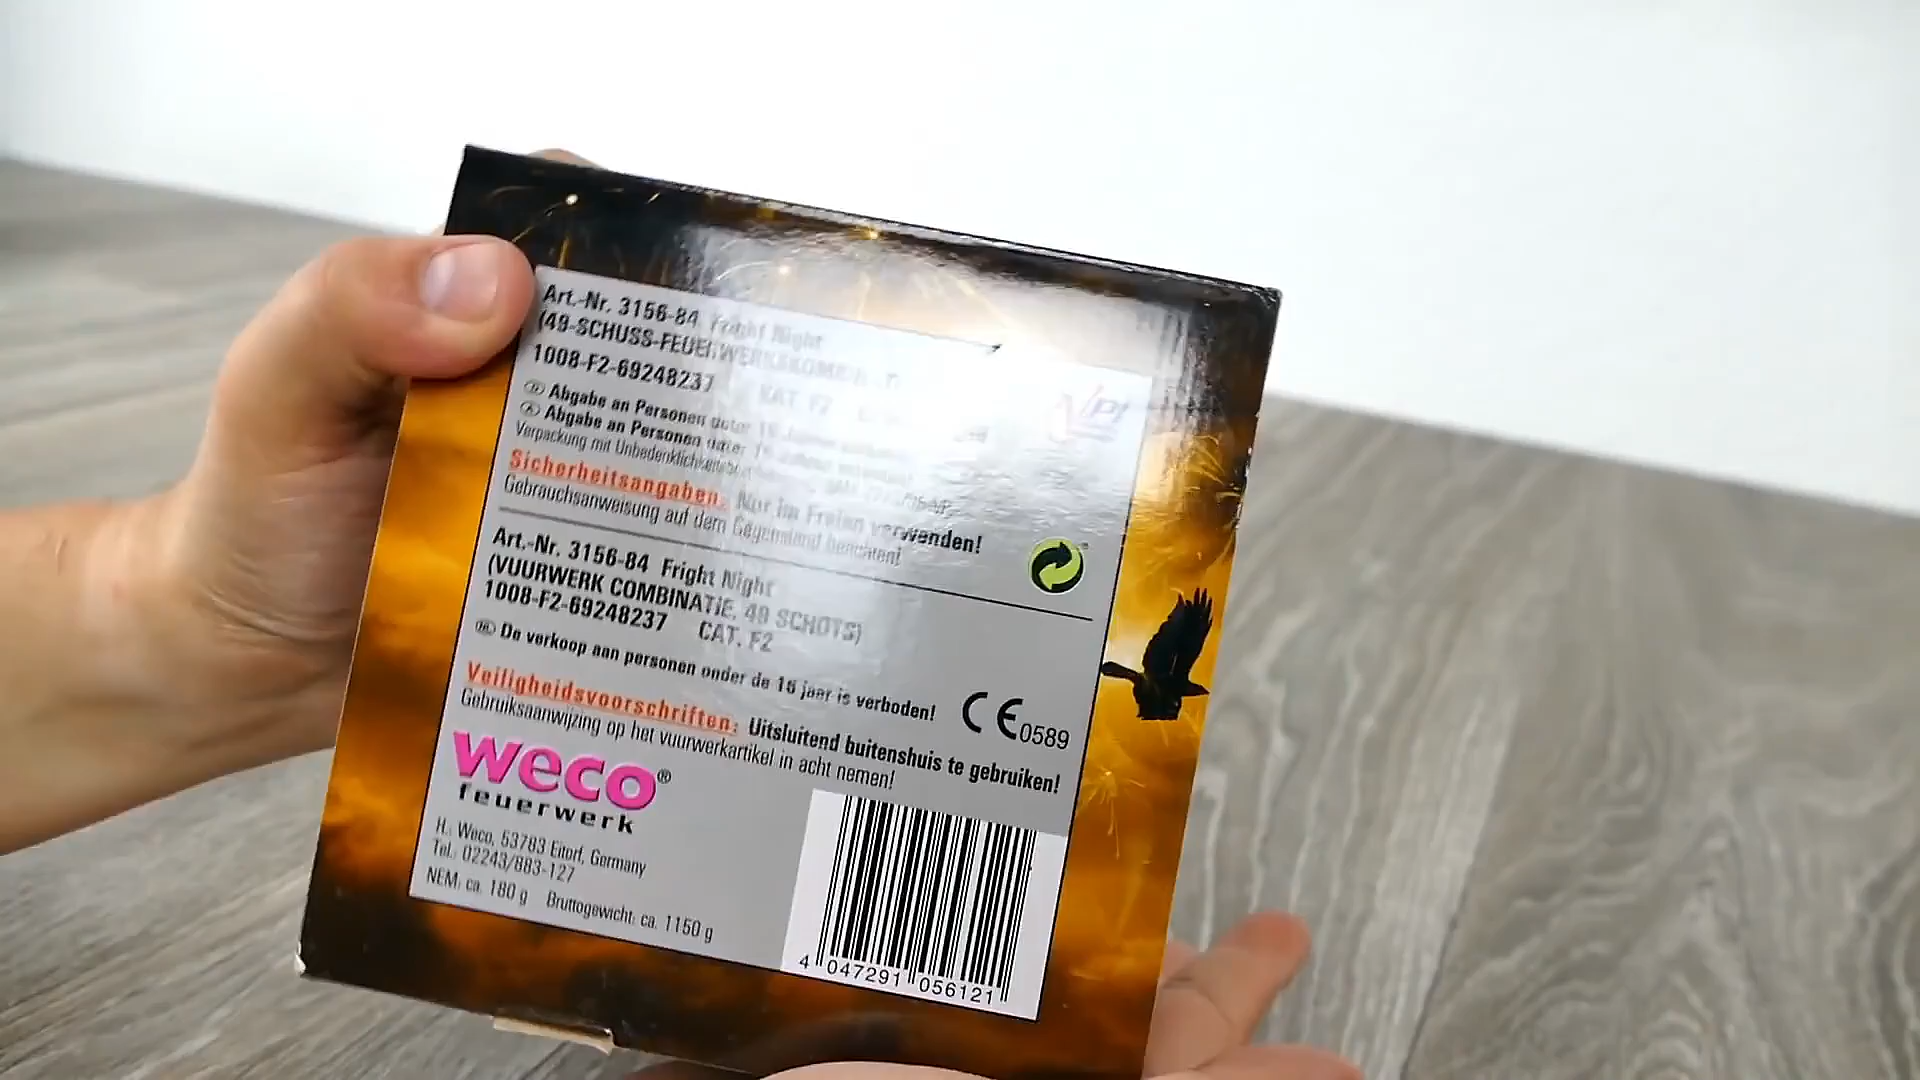 Art.-Nr. 3156-84 Fright Night
(49-SCHUSS-FEUERWERKSKOMBI
1008-F2-69248237 CAT. F2
Abgabe an Personen unter
Abgabe an Personen unter
Verpackung mit Unbedenklichkeits
Sicherheitsangaben: Nur im Freien verwenden!
Gebrauchsanweisung auf dem Gegenstand beachten!
Art.-Nr. 3156-84 Fright Night
(VUURWERK COMBINATIE, 49 SCHOTS)
1008-F2-69248237 CAT. F2
NL De verkoop aan personen onder de 16 jaar is verboden!
CE0589
Veiligheidsvoorschriften: Uitsluitend buitenshuis te gebruiken!
Gebruiksaanwijzing op het vuurwerkartikel in acht nemen!
weco®
feuerwerk
H.: Weco, 53783 Eitorf, Germany
Tel.: 02243/883-127
NEM: ca. 180 g Bruttogewicht: ca. 1150 g
4 047291 056121